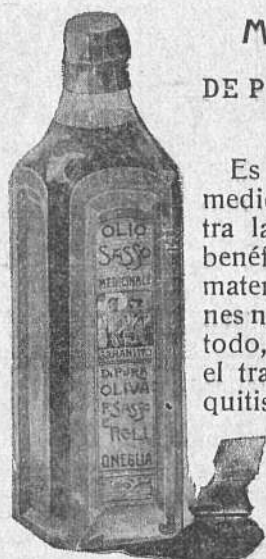 M
DE P
Es
medic
tra la
benéf
mater
nes n
todo,
el tra
quitis
OLIO
SASSO
MEDICINALE
GARANTITO
DI PURA
OLIVA
P. SASSO
E FIGLI
ONEGLIA